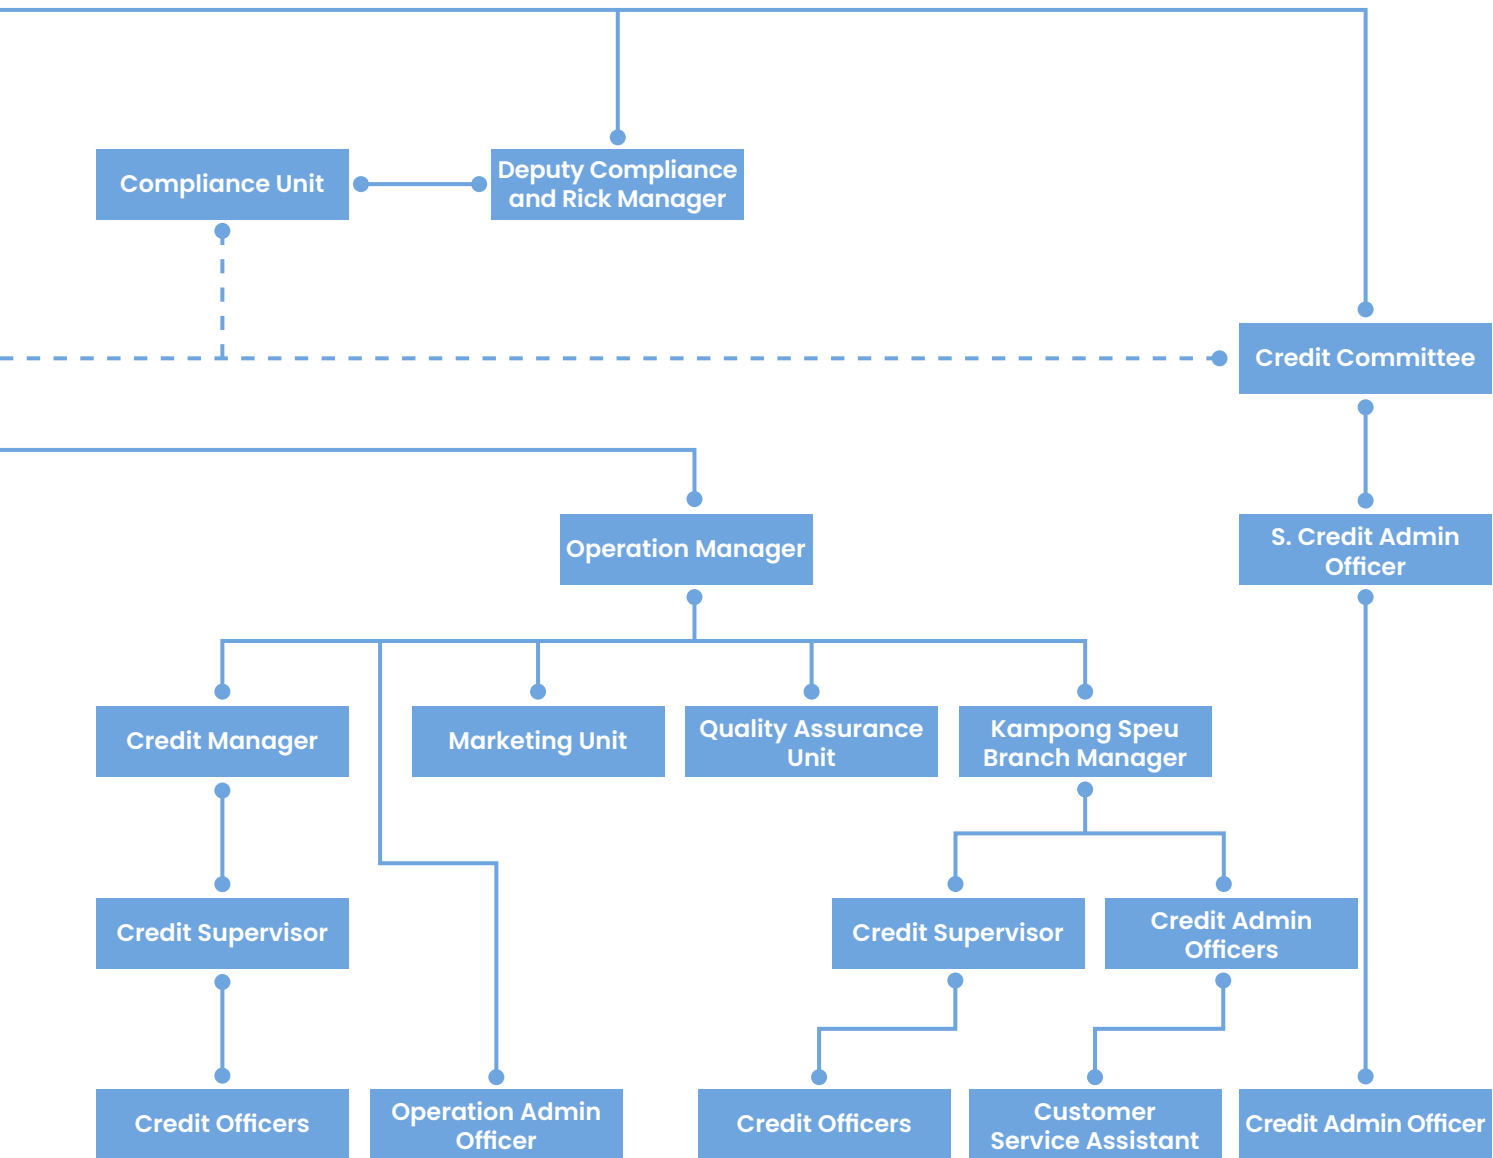 Compliance Unit
Deputy Compliance
and Rick Manager
Credit Committee
Operation Manager
S. Credit Admin
Officer
Credit Manager
Marketing Unit
Quality Assurance
Unit
Kampong Speu
Branch Manager
Credit Supervisor
Credit Supervisor
Credit Admin
Officers
Credit Officers
Operation Admin
Officer
Credit Officers
Customer
Service Assistant
Credit Admin Officer